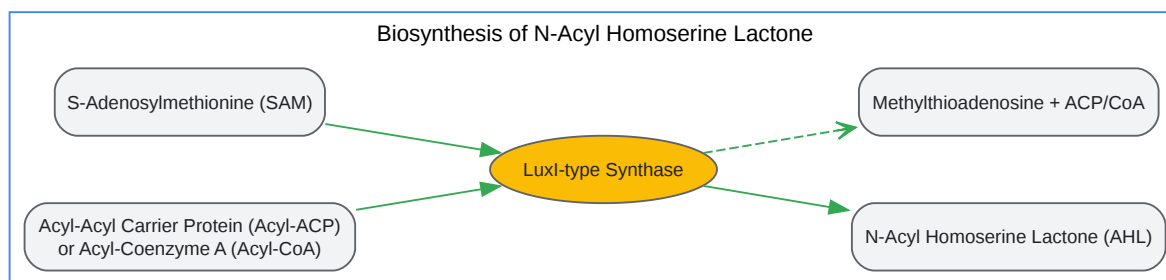 Biosynthesis of N-Acyl Homoserine Lactone
S-Adenosylmethionine (SAM)
Methylthioadenosine + ACP/CoA
LuxI-type Synthase
Acyl-Acyl Carrier Protein (Acyl-ACP)
or Acyl-Coenzyme A (Acyl-CoA)
N-Acyl Homoserine Lactone (AHL)